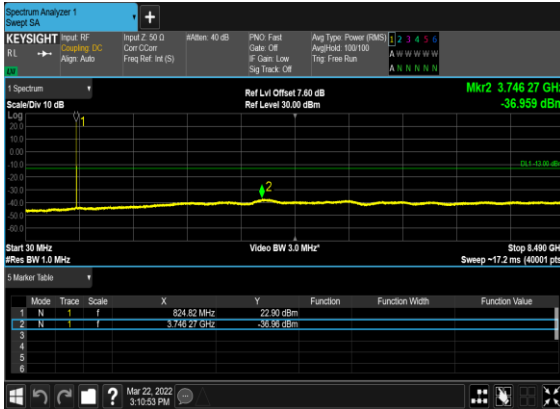 Spectrum Analyzer 1
Swept SA
+
KEYSIGHT Input: RF Input Z: 50 Ω #Atten: 40 dB PNO: Fast Avg Type: Power (RMS) 1 2 3 4 5 6
RL Coupling: DC Corr CCorr Gate: Off Avg|Hold: 100/100 A W W W W W
Align: Auto Freq Ref: Int (S) IF Gain: Low Trig: Free Run
Sig Track: Off A N N N N N
1 Spectrum
Ref Lvl Offset 7.60 dB Mkr2 3.746 27 GHz
Scale/Div 10 dB Ref Level 30.00 dBm -36.959 dBm
Log
1
20.0
10.0
0.00
-10.0
DL1 -13.00 dBm
-20.0
-30.0
2
-40.0
-50.0
-60.0
Start 30 MHz Video BW 3.0 MHz* Stop 8.490 GH
#Res BW 1.0 MHz Sweep ~17.2 ms (40001 pts
5 Marker Table
Mode Trace Scale X Y Function Function Width Function Value
1 N 1 f 824.82 MHz 22.90 dBm
2 N 1 f 3.746 27 GHz -36.96 dBm
3
4
5
6
? Mar 22, 2022
3:10:53 PM